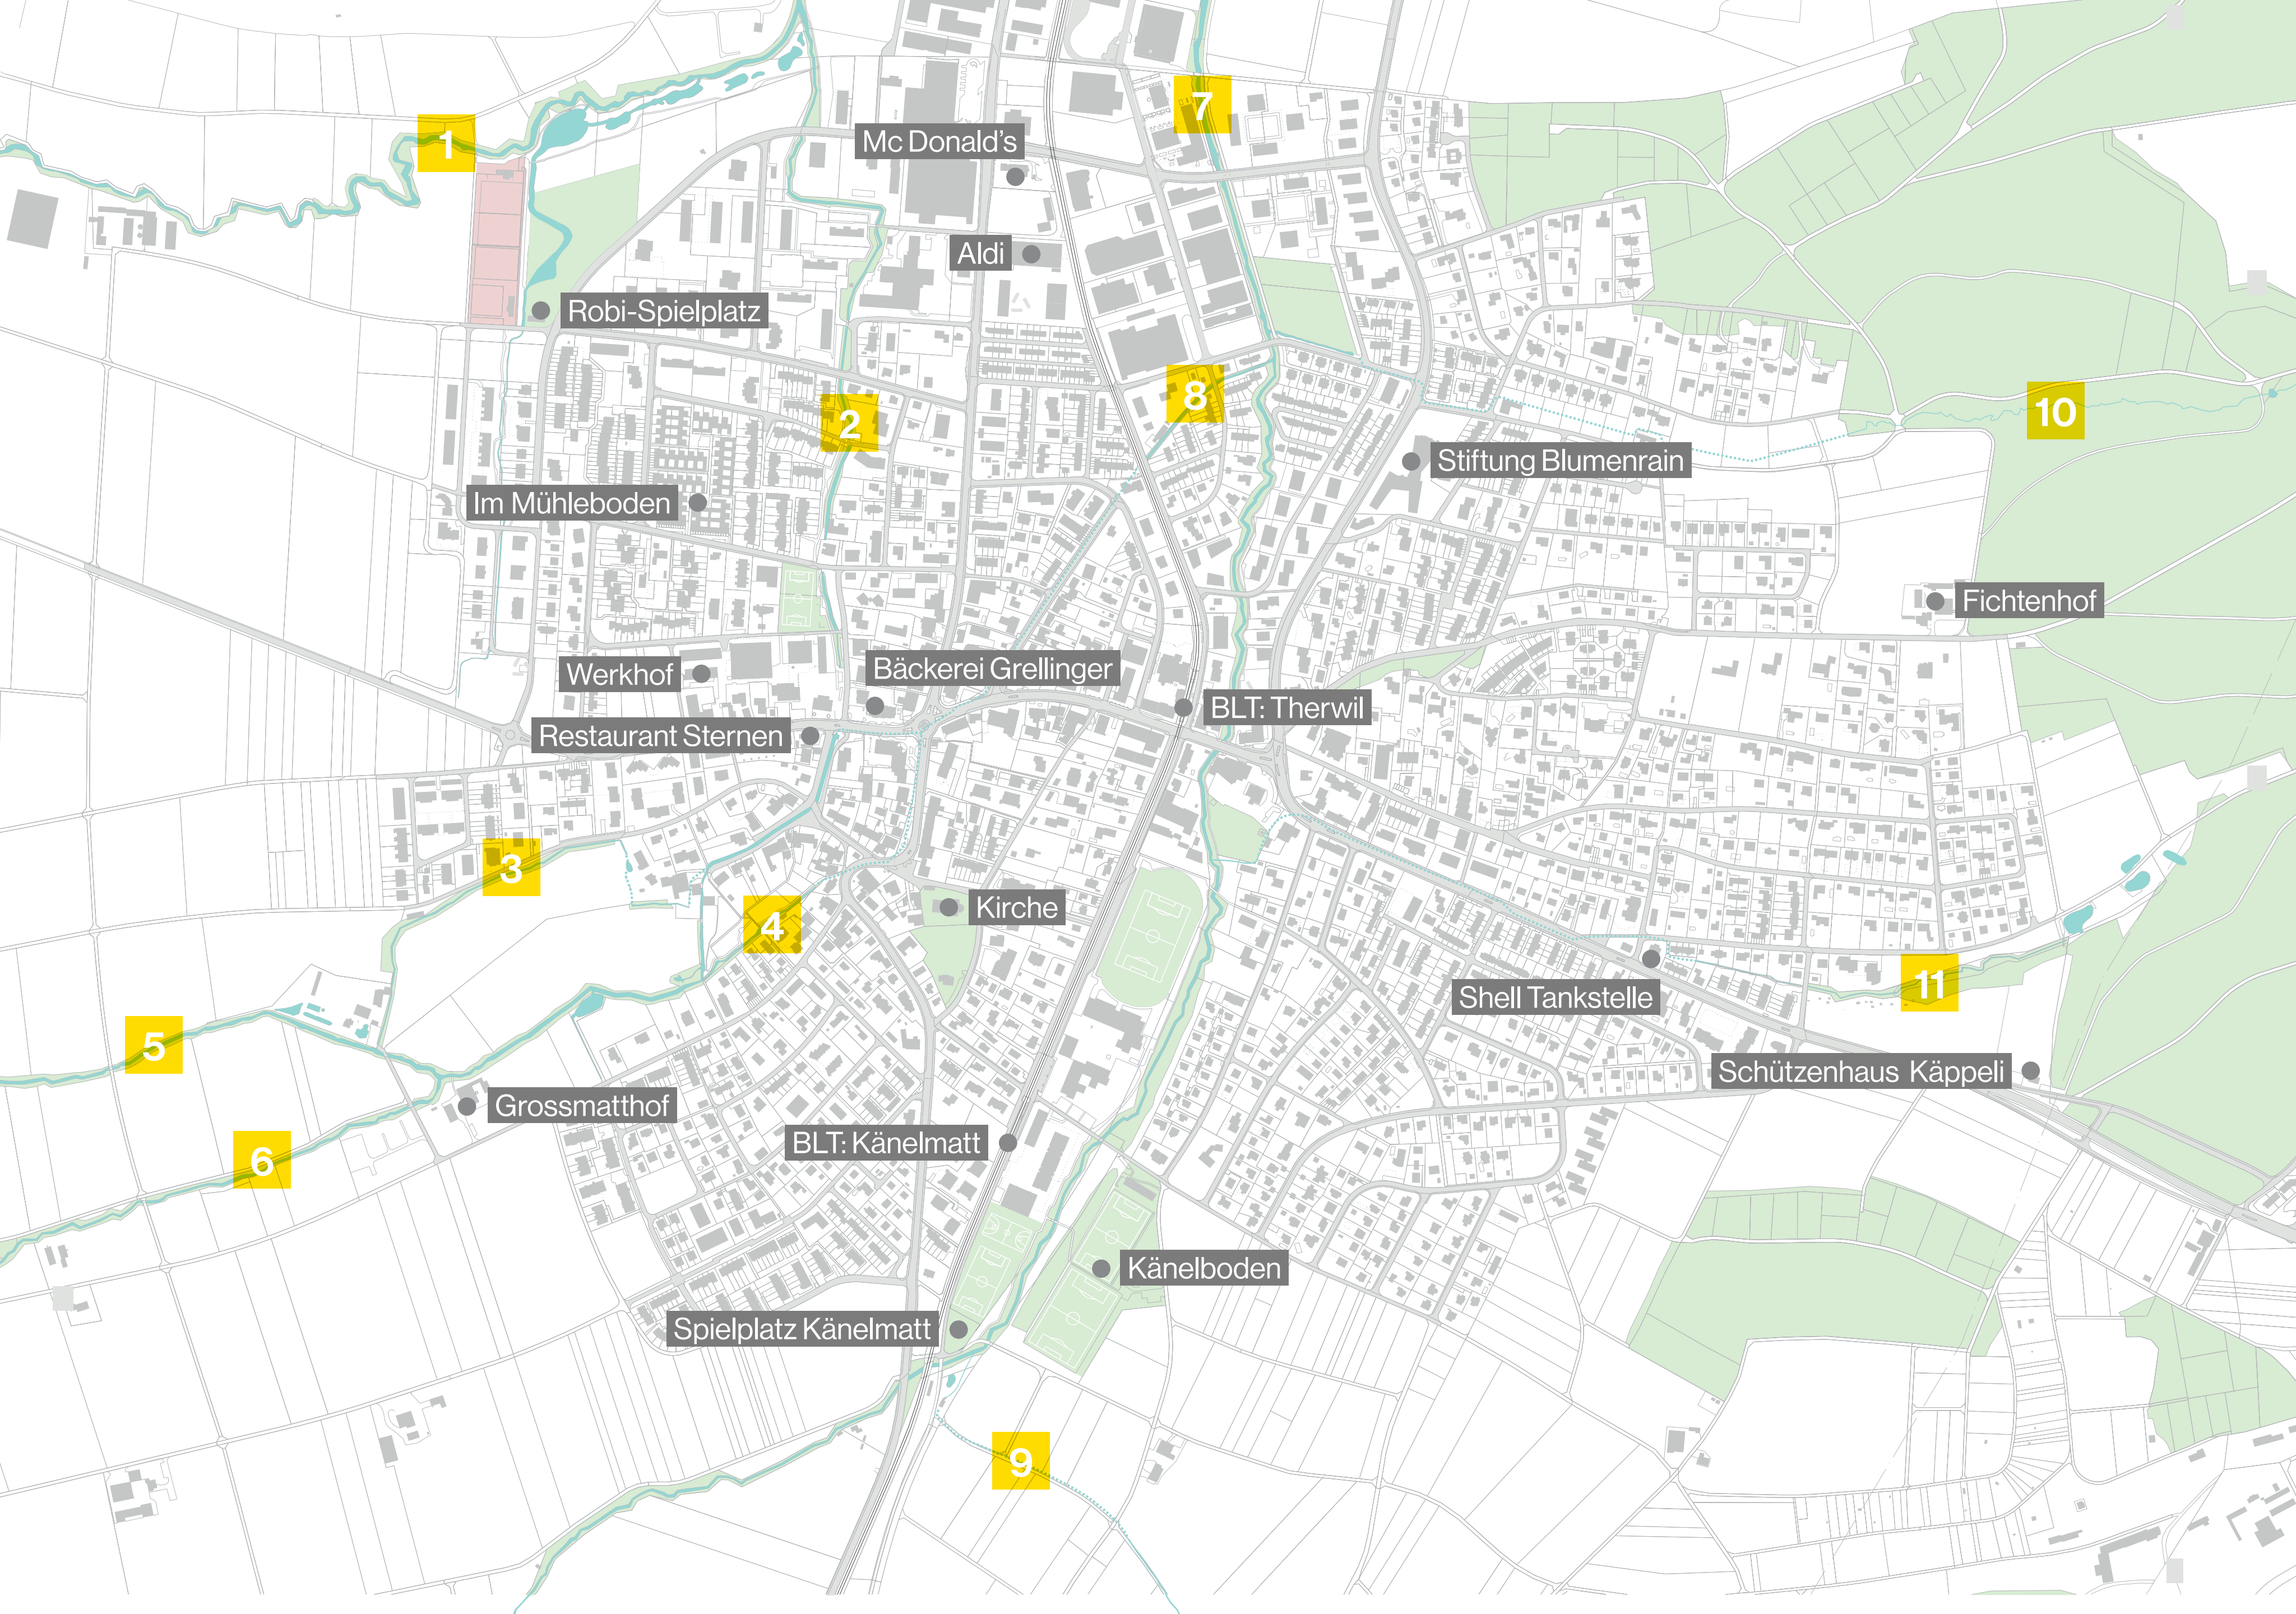 7
Mc Donald's
1
Aldi
Robi-Spielplatz
8
10
2
Stiftung Blumenrain
Im Mühleboden
Fichtenhof
Bäckerei Grellinger
Werkhof
BLT: Therwil
Restaurant Sternen
3
Kirche
4
11
Shell Tankstelle
5
Schützenhaus Käppeli
Grossmatthof
BLT: Känelmatt
6
Känelboden
Spielplatz Känelmatt
9